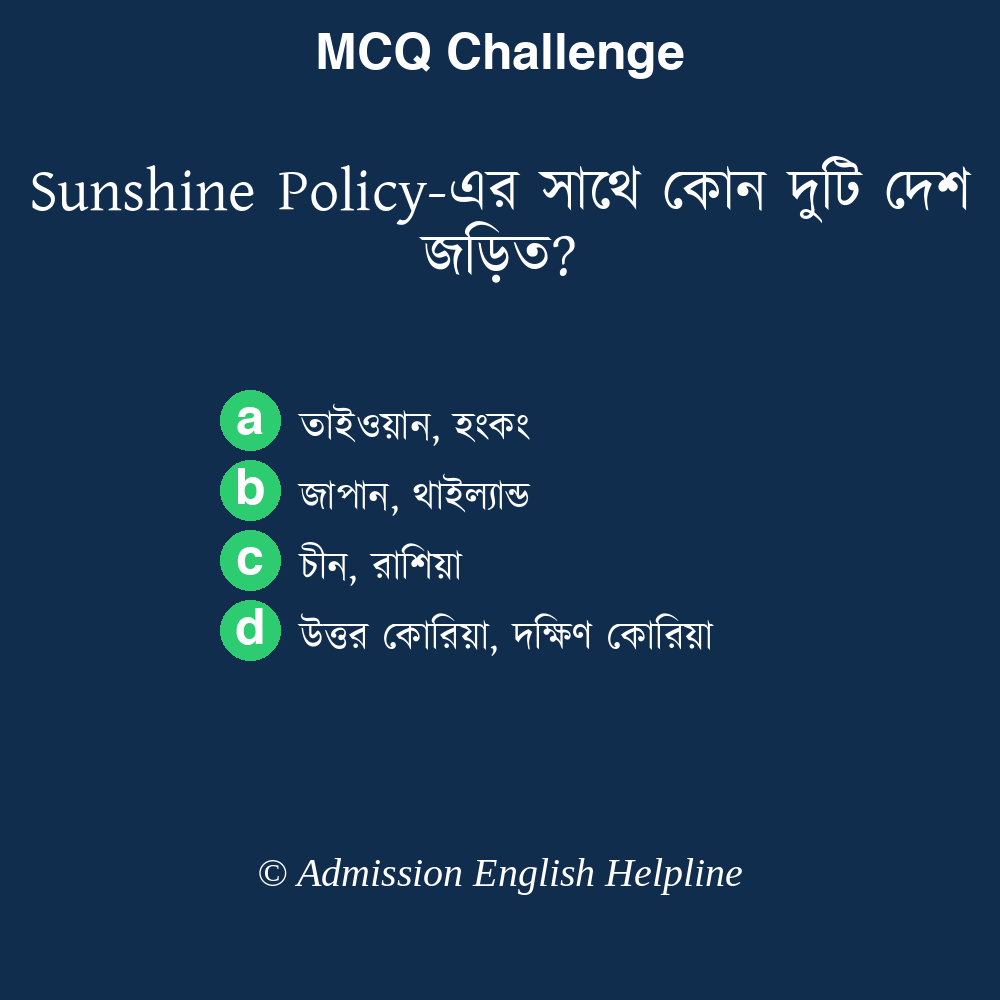 MCQ Challenge
Sunshine Policy-এর সাথে কোন দুটি দেশ
জড়িত?
a তাইওয়ান, হংকং
b জাপান, থাইল্যান্ড
c চীন, রাশিয়া
d উত্তর কোরিয়া, দক্ষিণ কোরিয়া
© Admission English Helpline